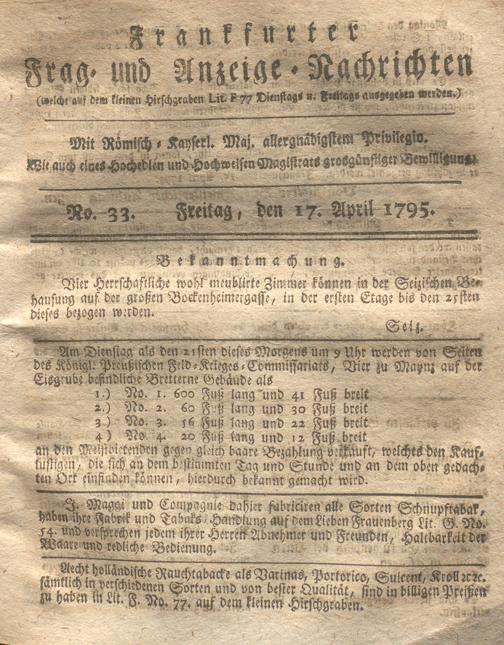 Frankfurter
Frag- und Anzeige-Nachrichten
(welche auf dem kleinen Hirschgraben Lit. F 77 Dienstags u. Freitags ausgegeben werden.)
Mit Römisch-Kayserl. Maj. allergnädigstem Privilegio.
Wie auch eines Hochedlen und Hochweisen Magistrats grosgünstiger Bewilligung.
No. 33. Freitag, den 17. April 1795.
Bekanntmachung.
Vier Herrschaftliche wohl meublirte Zimmer können in der Seizischen Be-
hausung auf der großen Bockenheimergasse, in der ersten Etage bis den 25sten
dieses bezogen werden.
Seiz.
Am Dienstag als den 21sten dieses Morgens um 9 Uhr werden von Seiten
des Königl. Preußischen Feld-Krieges-Commissariats, Vier zu Maynz auf der
Eisgrube befindliche Bretterne Gebäude als
1.) No. 1. 600 Fuß lang und 41 Fuß breit
2.) No. 2. 60 Fuß lang und 30 Fuß breit
3.) No. 3. 56 Fuß lang und 22 Fuß breit
4.) No. 4. 20 Fuß lang und 12 Fuß breit
an den Meistbietenden gegen gleich baare Bezahlung verkauft, welches den Kauf-
lustigen, die sich an dem bestimmten Tag und Stunde und an dem oben gedach-
ten Ort einfinden können, hierdurch bekannt gemacht wird.
J. Maggi und Compagnie dahier fabriciren alle Sorten Schnupftabak,
haben ihre Fabrik und Tabaks-Handlung auf dem Lieben Frauenberg Lit. G. No.
54. und versprechen jedem ihrer Herren Abnehmer und Freunden, Haltbarkeit der
Waare und redliche Bedienung.
Aecht holländische Rauchtabacke als Varinas, Portorico, Suicent, Kroll ꝛc. ꝛc.
sämtlich in verschiedenen Sorten und von bester Qualität, sind in billigen Preißen
zu haben in Lit. F. No. 77. auf dem kleinen Hirschgraben.